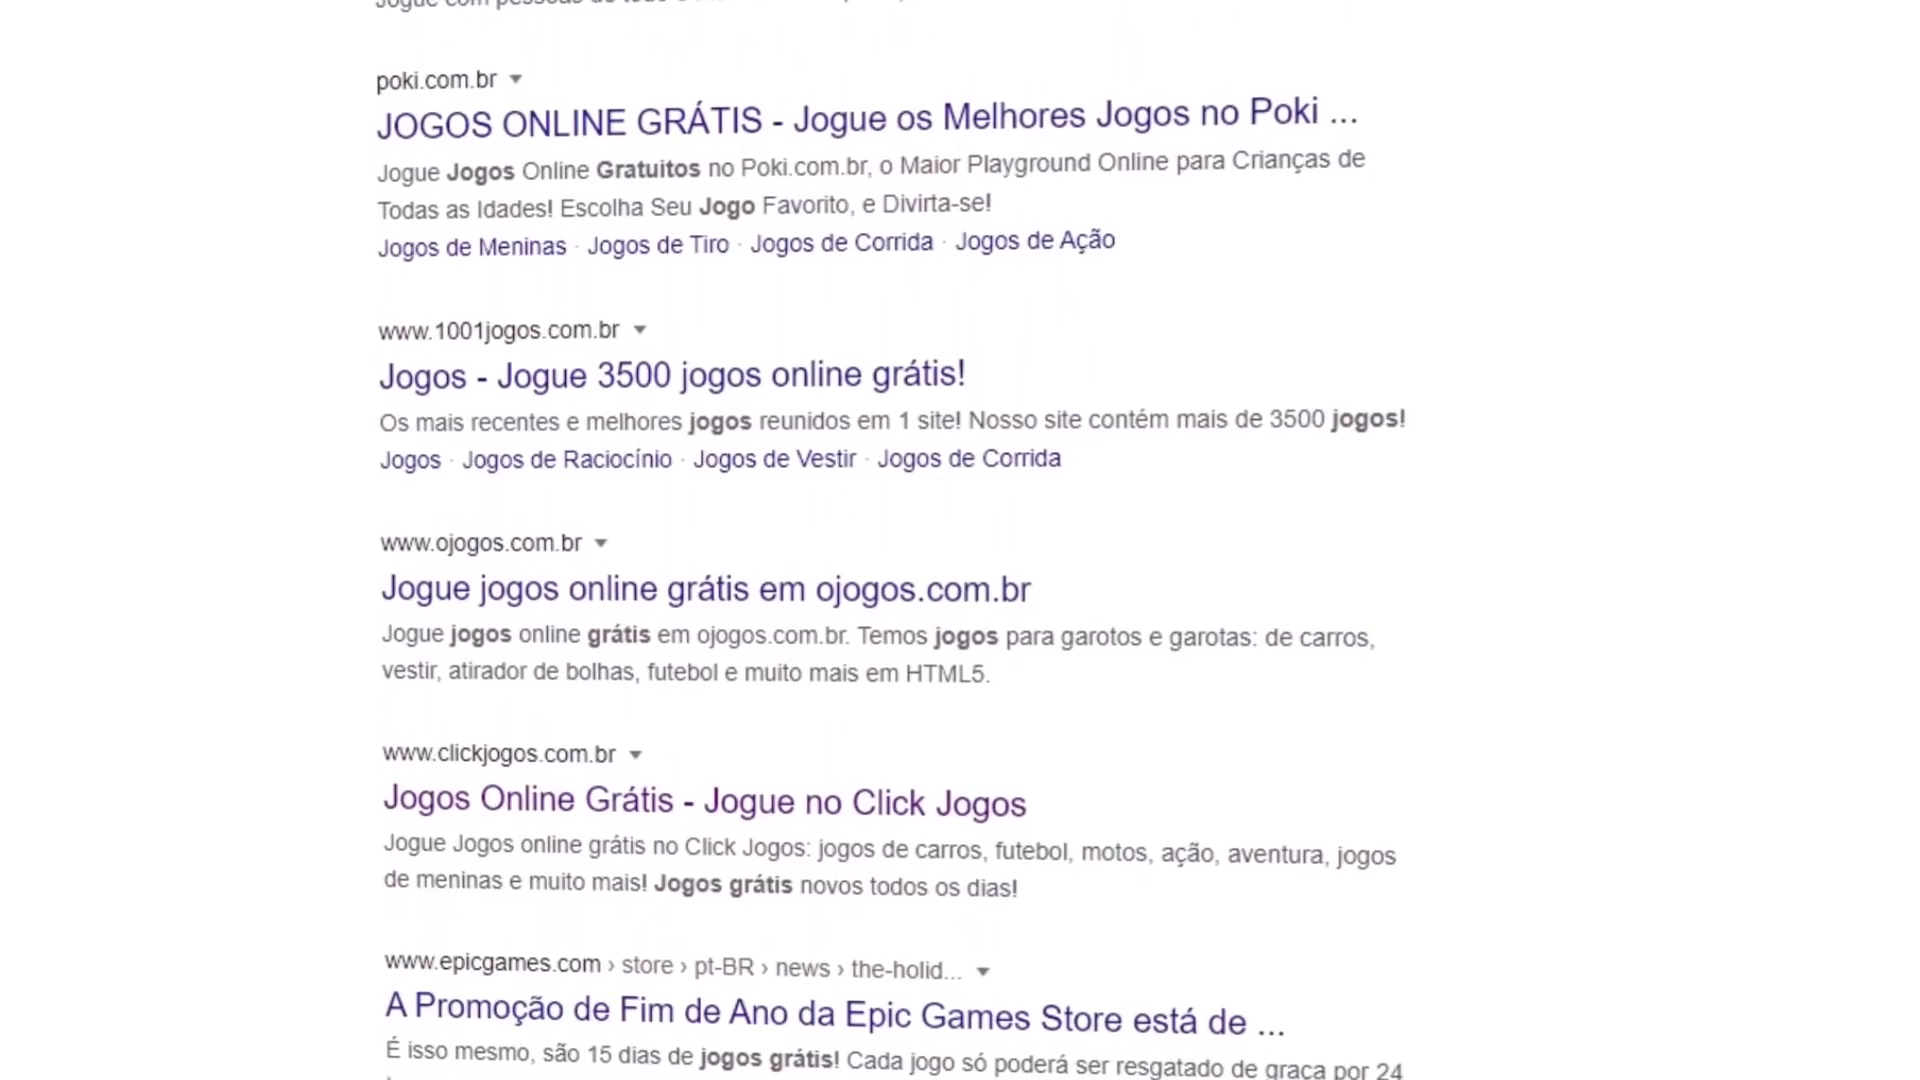 poki.com.br
JOGOS ONLINE GRÁTIS - Jogue os Melhores Jogos no Poki ...
Jogue Jogos Online Gratuitos no Poki.com.br, o Maior Playground Online para Crianças de
Todas as Idades! Escolha Seu Jogo Favorito, e Divirta-se!
Jogos de Meninas · Jogos de Tiro · Jogos de Corrida · Jogos de Ação
www.1001jogos.com.br
Jogos - Jogue 3500 jogos online grátis!
Os mais recentes e melhores jogos reunidos em 1 site! Nosso site contém mais de 3500 jogos!
Jogos · Jogos de Raciocínio · Jogos de Vestir · Jogos de Corrida
www.ojogos.com.br
Jogue jogos online grátis em ojogos.com.br
Jogue jogos online grátis em ojogos.com.br. Temos jogos para garotos e garotas: de carros,
vestir, atirador de bolhas, futebol e muito mais em HTML5.
www.clickjogos.com.br
Jogos Online Grátis - Jogue no Click Jogos
Jogue Jogos online grátis no Click Jogos: jogos de carros, futebol, motos, ação, aventura, jogos
de meninas e muito mais! Jogos grátis novos todos os dias!
www.epicgames.com › store › pt-BR › news › the-holid...
A Promoção de Fim de Ano da Epic Games Store está de ...
É isso mesmo, são 15 dias de jogos grátis! Cada jogo só poderá ser resgatado de graça por 24